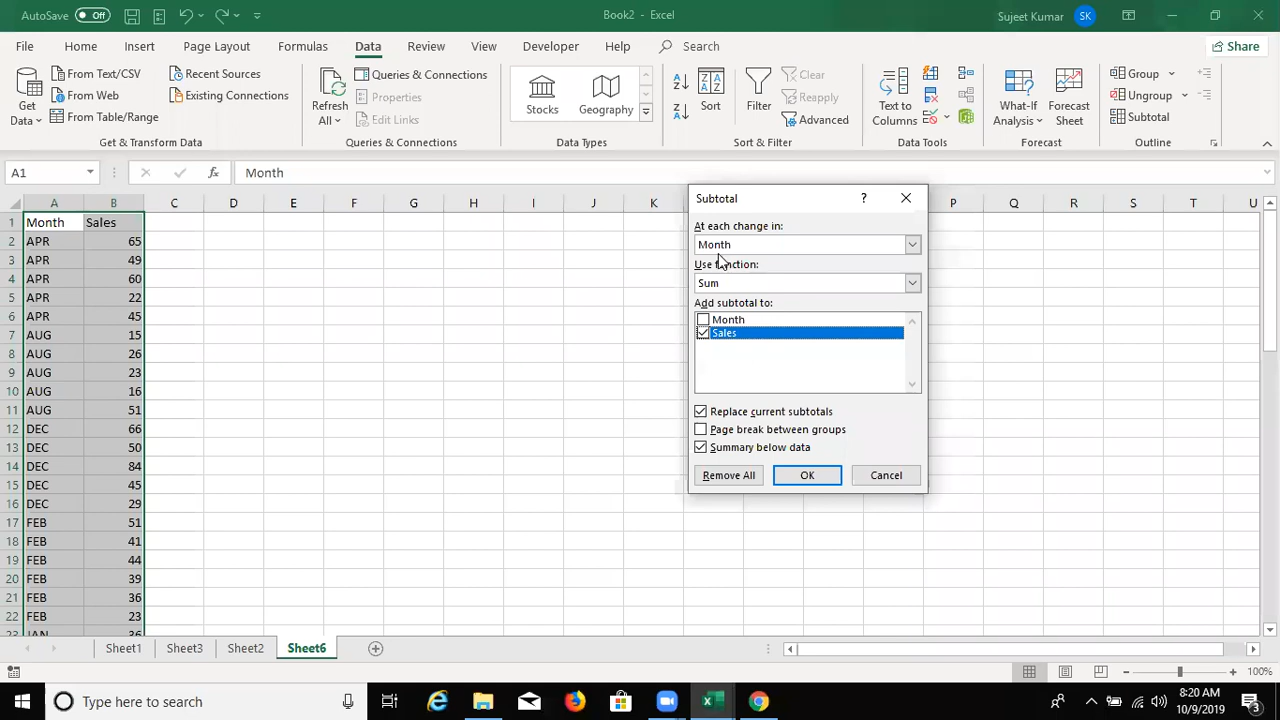 AutoSave Off Book2 - Excel Sujeet Kumar SK
File Home Insert Page Layout Formulas Data Review View Developer Help Search Share
Get Data
From Text/CSV
From Web
From Table/Range
Recent Sources
Existing Connections
Get & Transform Data
Refresh All
Queries & Connections
Properties
Edit Links
Queries & Connections
Stocks Geography
Data Types
Sort
Filter
Clear
Reapply
Advanced
Sort & Filter
Text to Columns
Data Tools
What-If Analysis
Forecast Sheet
Forecast
Group
Ungroup
Subtotal
Outline
A1 fx Month
A B C D E F G H I J K P Q R S T U
1 Month Sales
2 APR 65
3 APR 49
4 APR 60
5 APR 22
6 APR 45
7 AUG 15
8 AUG 26
9 AUG 23
10 AUG 16
11 AUG 51
12 DEC 66
13 DEC 50
14 DEC 84
15 DEC 45
16 DEC 29
17 FEB 51
18 FEB 41
19 FEB 44
20 FEB 39
21 FEB 36
22 FEB 23
23 JAN 36
Subtotal ?
At each change in:
Month
Use function:
Sum
Add subtotal to:
Month
Sales
Replace current subtotals
Page break between groups
Summary below data
Remove All OK Cancel
Sheet1 Sheet3 Sheet2 Sheet6
100%
Type here to search
8:20 AM
10/9/2019
3